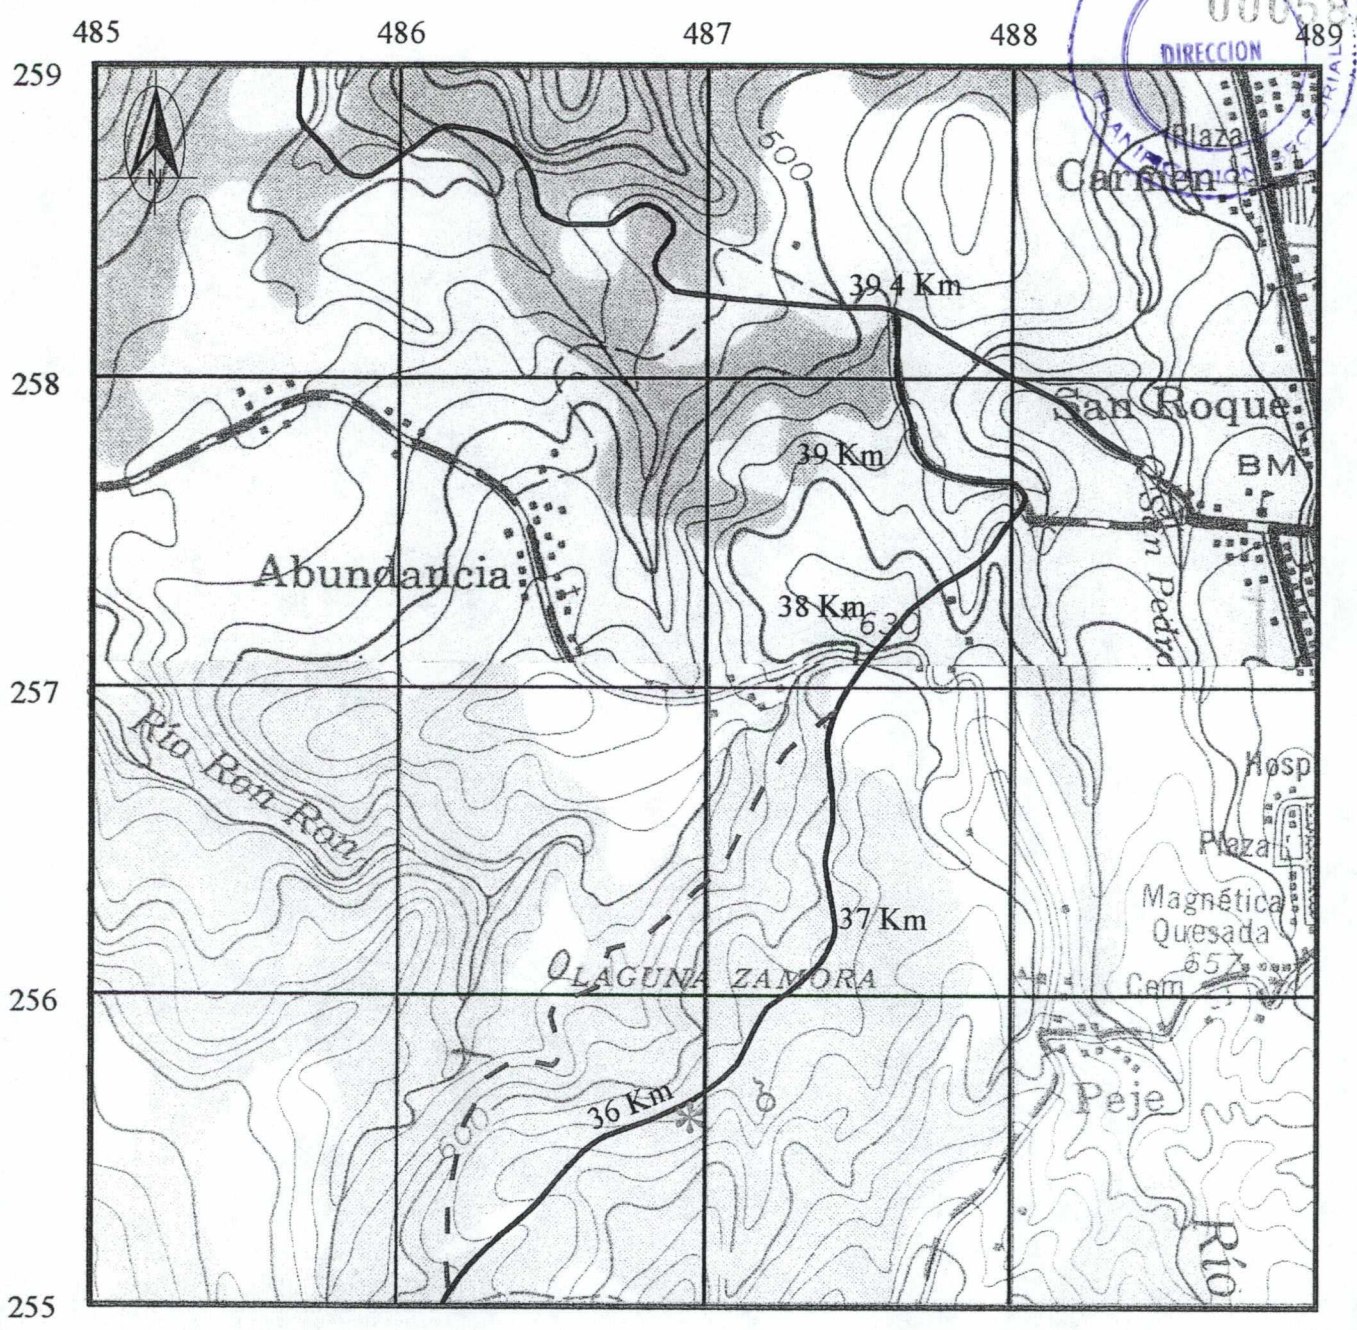 000589
485 486 487 488 489
DIRECCION
259
Plaza
N
Carmen
500
39.4 Km
258
San Roque
39 Km
BM
Q. San Pedro
Abundancia
38 Km
630
257
Río Ron Ron
Hosp
Plaza
Magnética
37 Km
Quesada
657
LAGUNA ZAMORA
Cem
256
Peje
36 Km
600
Río
255